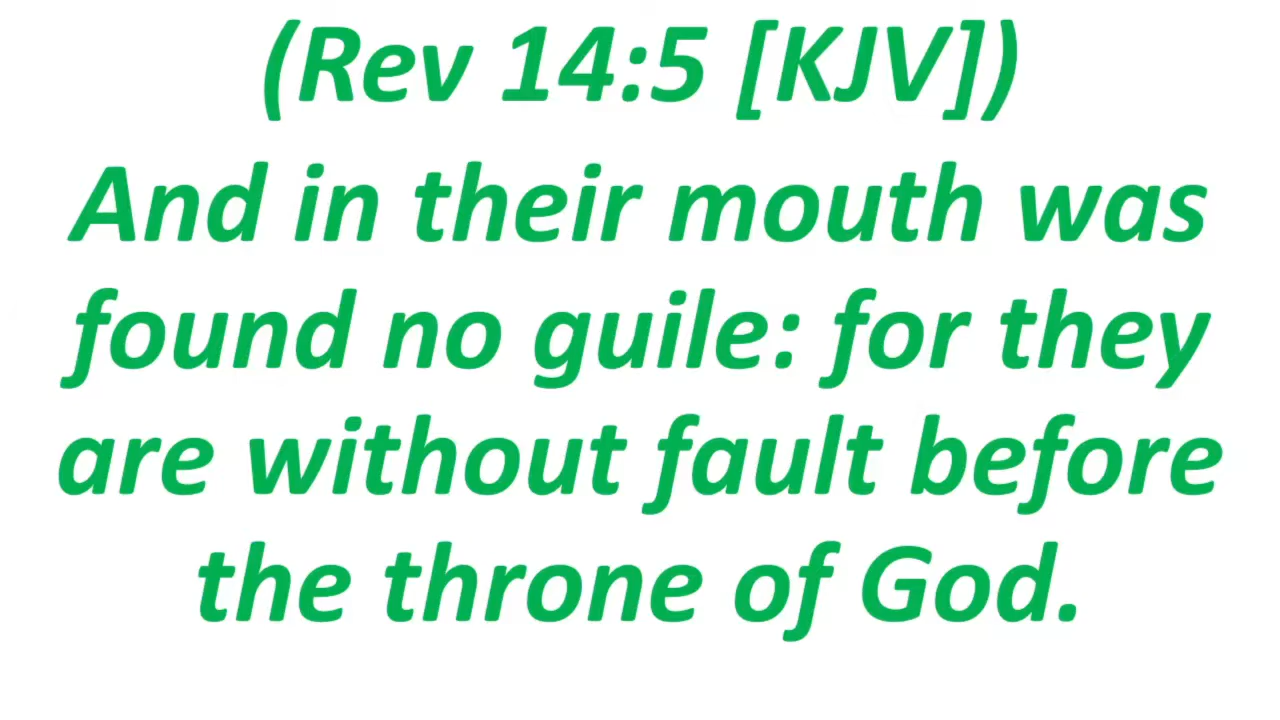 (Rev 14:5 [KJV])
And in their mouth was
found no guile: for they
are without fault before
the throne of God.